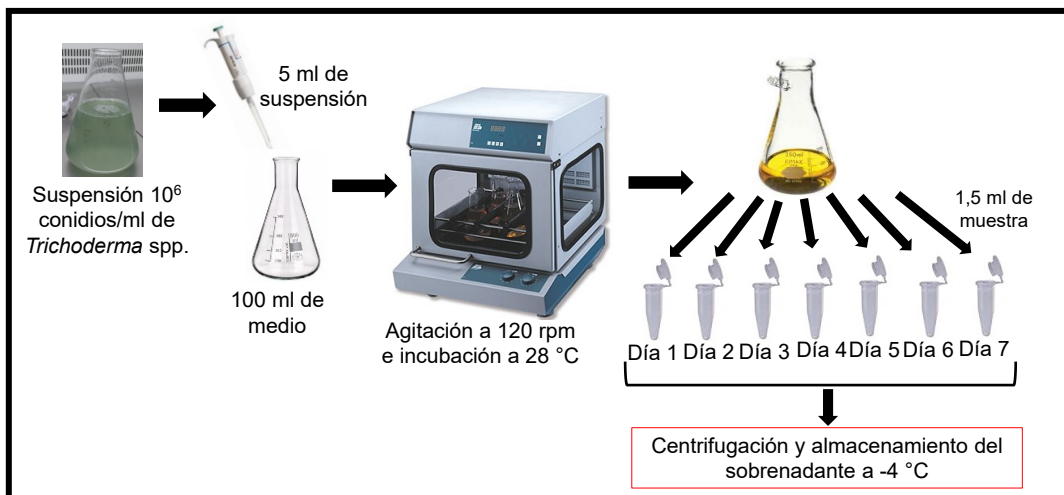 5 ml de
suspensión
Suspensión 10⁶
conidios/ml de
Trichoderma spp.
100 ml de
medio
Agitación a 120 rpm
e incubación a 28 °C
1,5 ml de
muestra
Día 1 Día 2 Día 3 Día 4 Día 5 Día 6 Día 7
Centrifugación y almacenamiento del
sobrenadante a -4 °C